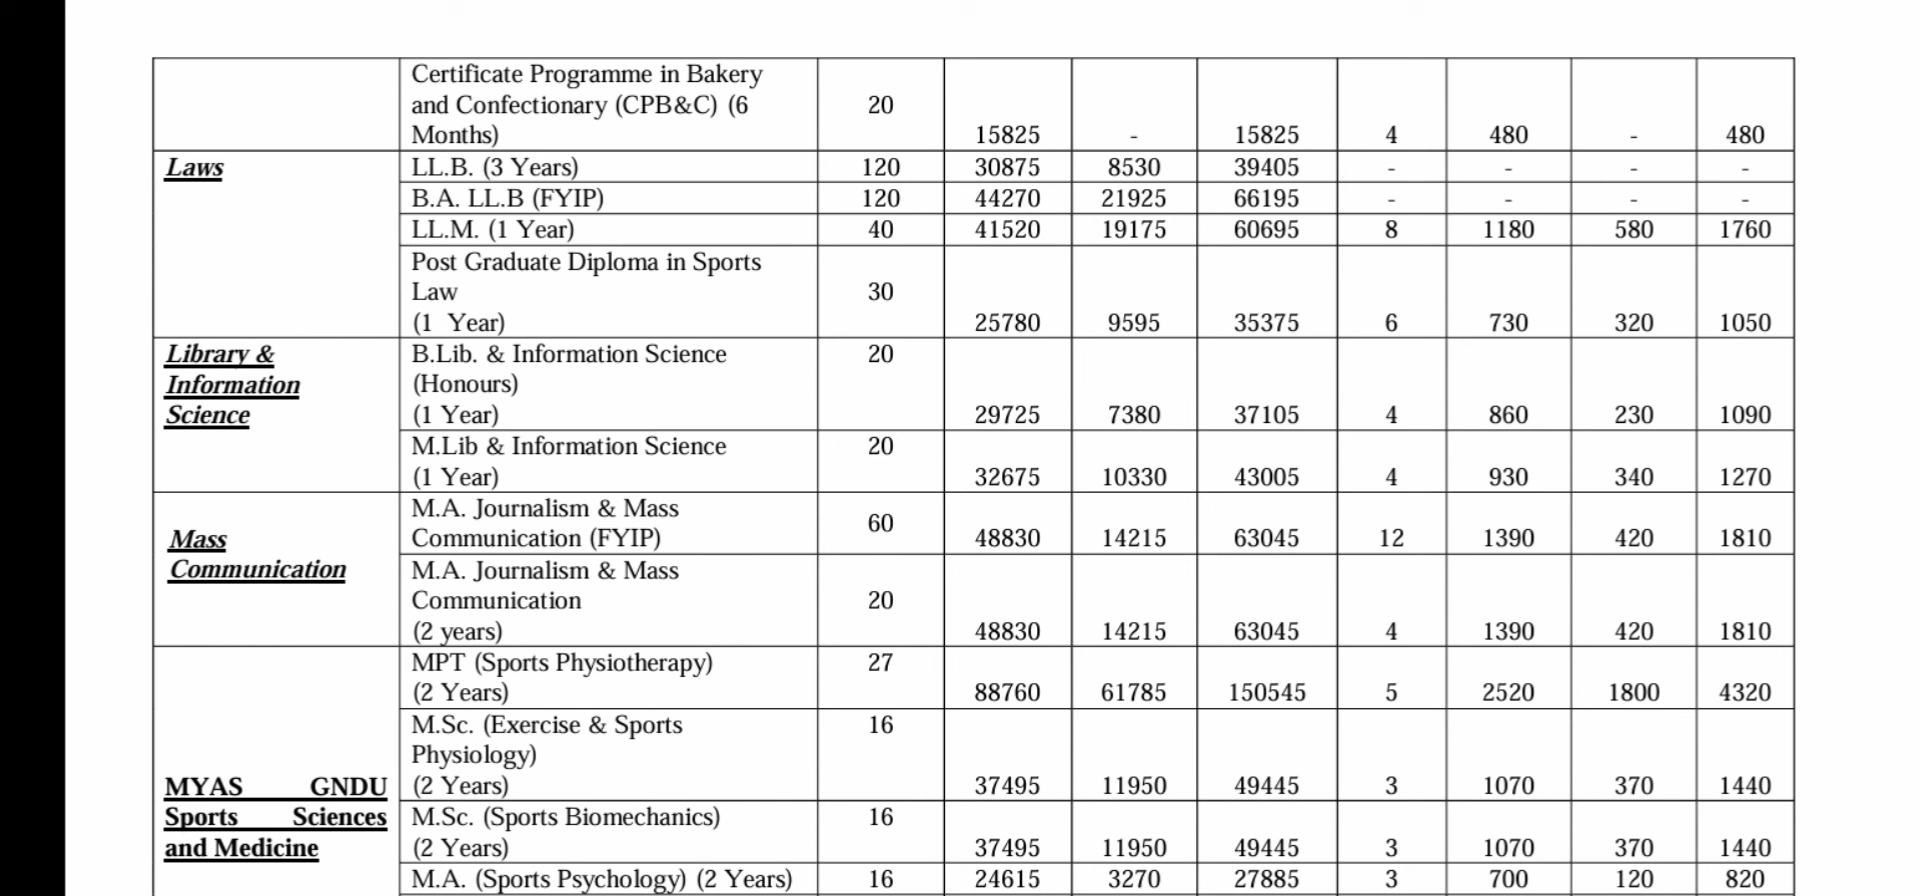 Certificate Programme in Bakery
and Confectionary (CPB&C) (6
Months) 20 15825 - 15825 4 480 - 480
Laws LL.B. (3 Years) 120 30875 8530 39405 - - - -
B.A. LL.B (FYIP) 120 44270 21925 66195 - - - -
LL.M. (1 Year) 40 41520 19175 60695 8 1180 580 1760
Post Graduate Diploma in Sports
Law 30
(1 Year) 25780 9595 35375 6 730 320 1050
Library & B.Lib. & Information Science 20
Information (Honours)
Science (1 Year) 29725 7380 37105 4 860 230 1090
M.Lib & Information Science 20
(1 Year) 32675 10330 43005 4 930 340 1270
M.A. Journalism & Mass
Mass Communication (FYIP) 60 48830 14215 63045 12 1390 420 1810
Communication M.A. Journalism & Mass
Communication 20
(2 years) 48830 14215 63045 4 1390 420 1810
MPT (Sports Physiotherapy) 27
(2 Years) 88760 61785 150545 5 2520 1800 4320
M.Sc. (Exercise & Sports 16
Physiology)
MYAS GNDU (2 Years) 37495 11950 49445 3 1070 370 1440
Sports Sciences M.Sc. (Sports Biomechanics) 16
and Medicine (2 Years) 37495 11950 49445 3 1070 370 1440
M.A. (Sports Psychology) (2 Years) 16 24615 3270 27885 3 700 120 820